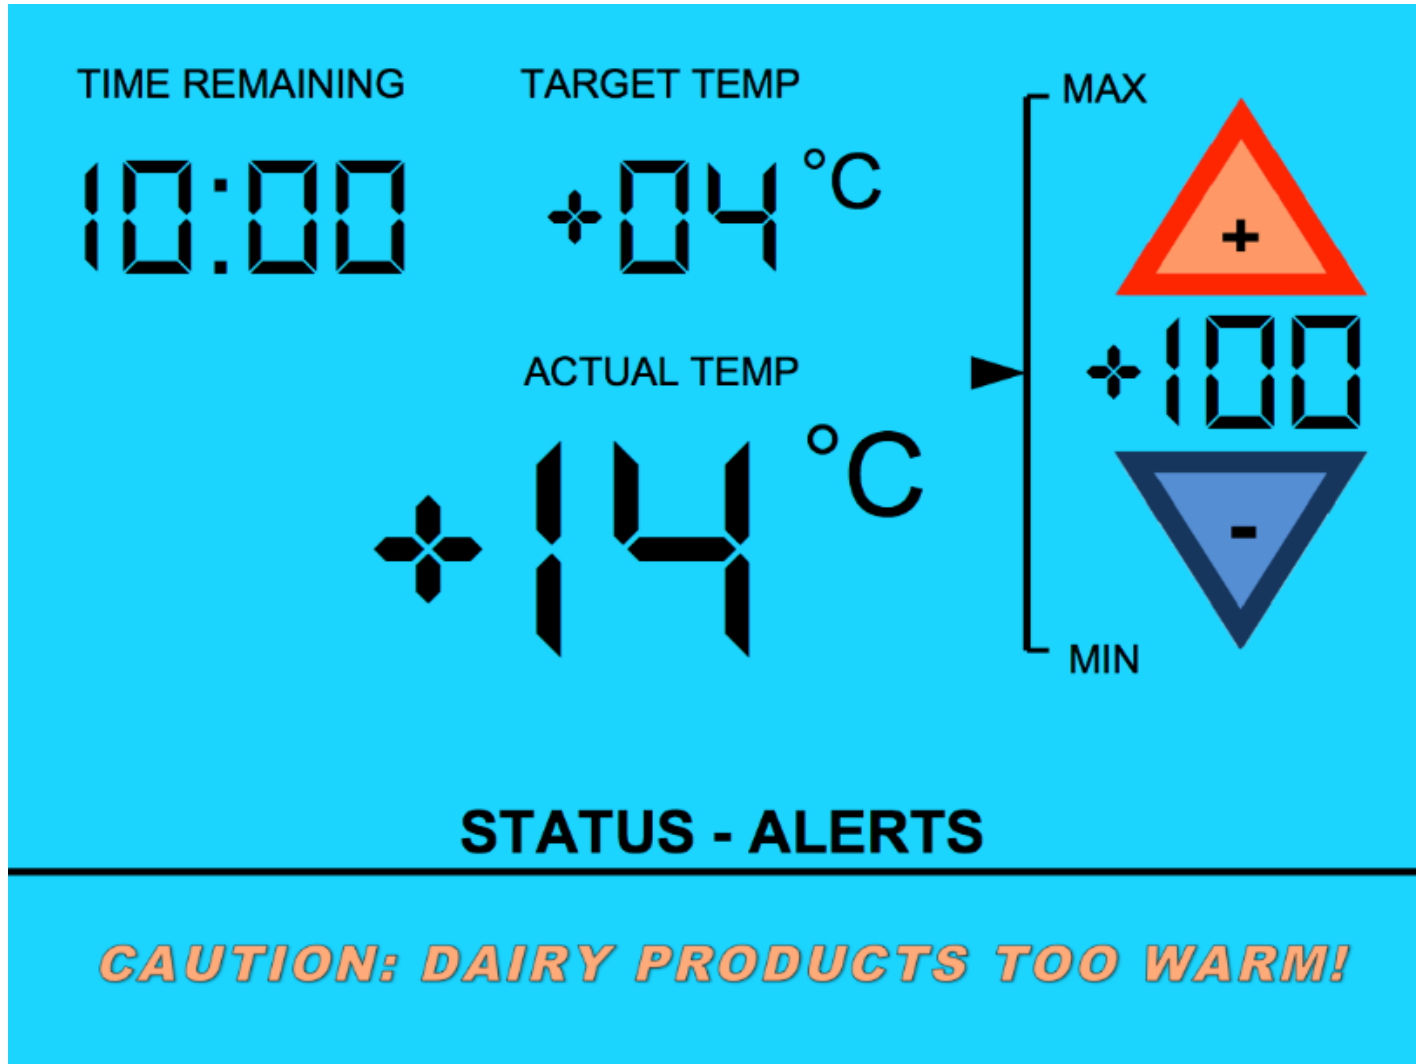 TIME REMAINING
10:00
TARGET TEMP
+04 °C
ACTUAL TEMP
+14 °C
MAX
+
+100
-
MIN
STATUS - ALERTS
CAUTION: DAIRY PRODUCTS TOO WARM!